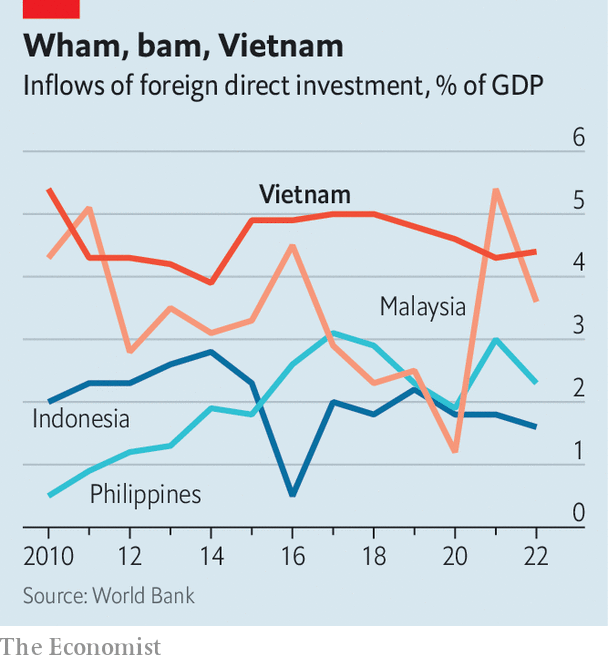 Wham, bam, Vietnam
Inflows of foreign direct investment, % of GDP
6
Vietnam
5
4
Malaysia
3
2
Indonesia
1
Philippines
0
2010 12 14 16 18 20 22
Source: World Bank
The Economist